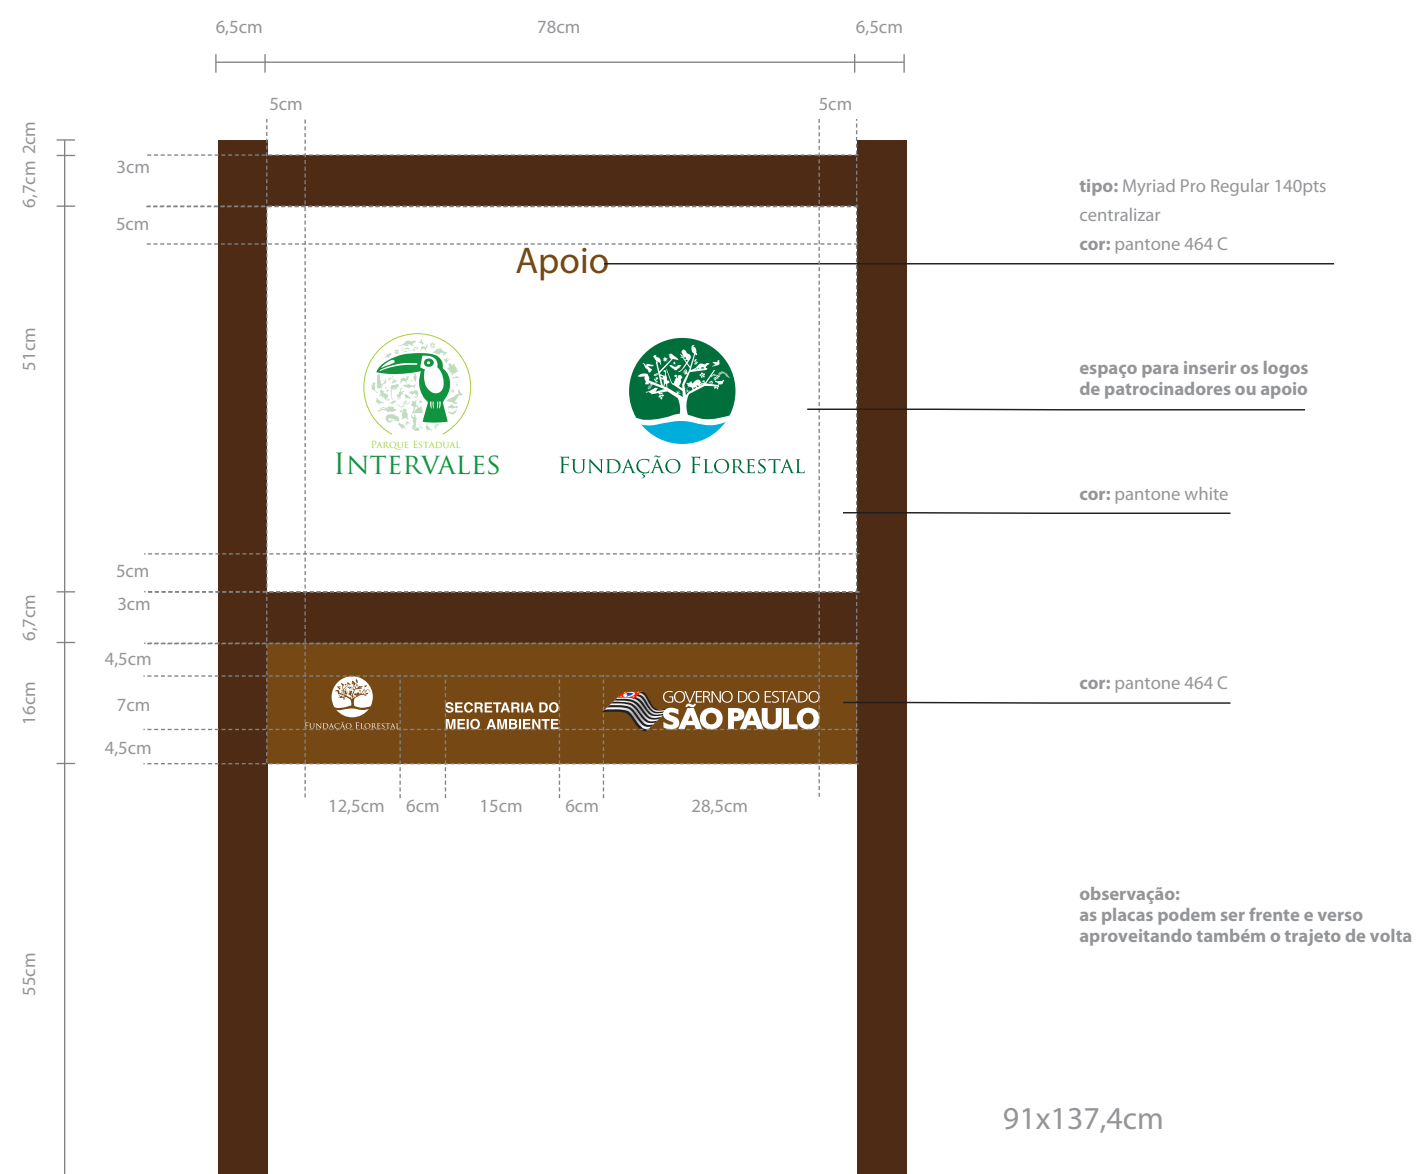 6,5cm
78cm
6,5cm
5cm
5cm
2cm
6,7cm
51cm
6,7cm
16cm
55cm
3cm
5cm
5cm
3cm
4,5cm
7cm
4,5cm
Apoio
PARQUE ESTADUAL
INTERVALES
FUNDAÇÃO FLORESTAL
FUNDAÇÃO FLORESTAL
SECRETARIA DO
MEIO AMBIENTE
GOVERNO DO ESTADO
SÃO PAULO
12,5cm
6cm
15cm
6cm
28,5cm
tipo: Myriad Pro Regular 140pts
centralizar
cor: pantone 464 C
espaço para inserir os logos
de patrocinadores ou apoio
cor: pantone white
cor: pantone 464 C
observação:
as placas podem ser frente e verso
aproveitando também o trajeto de volta
91x137,4cm